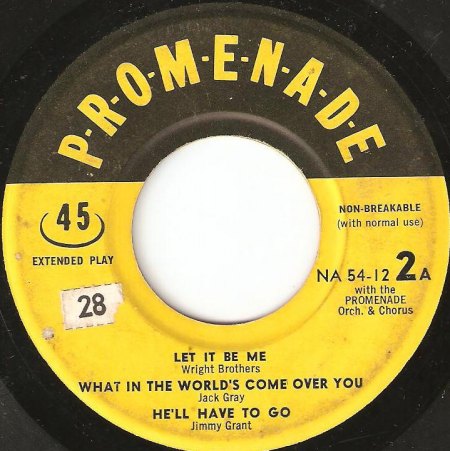 P-R-O-M-E-N-A-D-E
45
EXTENDED PLAY
NON-BREAKABLE
(with normal use)
NA 54-12 2A
with the
PROMENADE
Orch. & Chorus
28
LET IT BE ME
Wright Brothers
WHAT IN THE WORLD'S COME OVER YOU
Jack Gray
HE'LL HAVE TO GO
Jimmy Grant